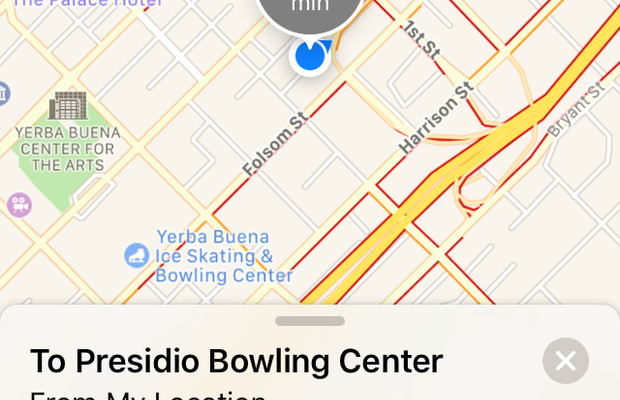 The Palace Hotel
min
1st St
Harrison St
Bryant St
Folsom St
YERBA BUENA
CENTER FOR
THE ARTS
Yerba Buena
Ice Skating &
Bowling Center
To Presidio Bowling Center
From My Location